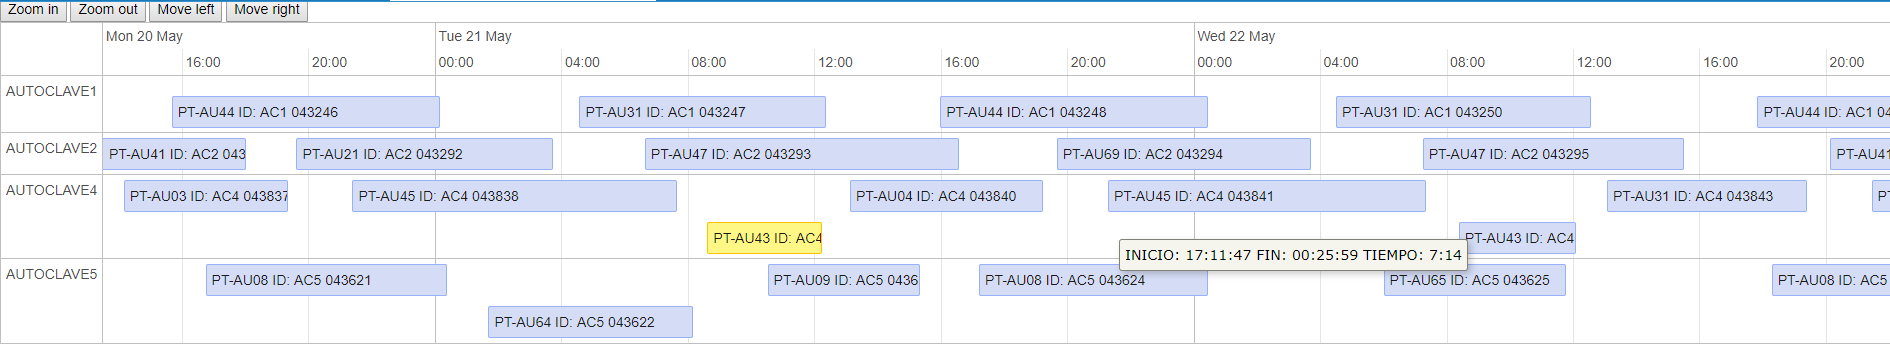 Zoom in Zoom out Move left Move right
Mon 20 May Tue 21 May Wed 22 May
16:00 20:00 00:00 04:00 08:00 12:00 16:00 20:00 00:00 04:00 08:00 12:00 16:00 20:00
AUTOCLAVE1
PT-AU44 ID: AC1 043246 PT-AU31 ID: AC1 043247 PT-AU44 ID: AC1 043248 PT-AU31 ID: AC1 043250 PT-AU44 ID: AC1 04
AUTOCLAVE2
PT-AU41 ID: AC2 043 PT-AU21 ID: AC2 043292 PT-AU47 ID: AC2 043293 PT-AU69 ID: AC2 043294 PT-AU47 ID: AC2 043295 PT-AU41
AUTOCLAVE4
PT-AU03 ID: AC4 043837 PT-AU45 ID: AC4 043838 PT-AU04 ID: AC4 043840 PT-AU45 ID: AC4 043841 PT-AU31 ID: AC4 043843 PT
PT-AU43 ID: AC4 PT-AU43 ID: AC4
INICIO: 17:11:47 FIN: 00:25:59 TIEMPO: 7:14
AUTOCLAVE5
PT-AU08 ID: AC5 043621 PT-AU09 ID: AC5 0436 PT-AU08 ID: AC5 043624 PT-AU65 ID: AC5 043625 PT-AU08 ID: AC5
PT-AU64 ID: AC5 043622